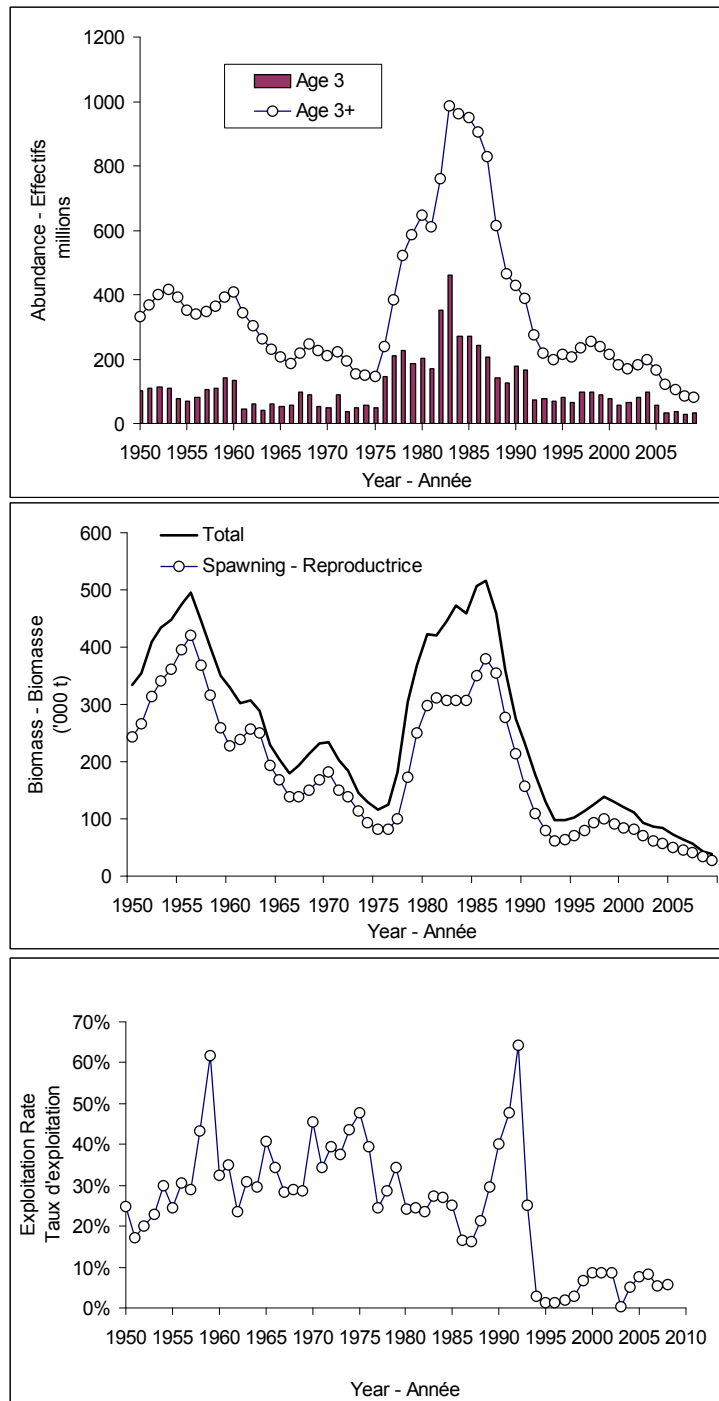 1200
1000
800
600
400
200
0
Abundance - Effectifs
millions
Age 3
Age 3+
1950 1955 1960 1965 1970 1975 1980 1985 1990 1995 2000 2005
Year - Année
600
500
400
300
200
100
0
Biomass - Biomasse
('000 t)
Total
Spawning - Reproductrice
1950 1955 1960 1965 1970 1975 1980 1985 1990 1995 2000 2005
Year - Année
70%
60%
50%
40%
30%
20%
10%
0%
Exploitation Rate
Taux d'exploitation
1950 1955 1960 1965 1970 1975 1980 1985 1990 1995 2000 2005 2010
Year - Année